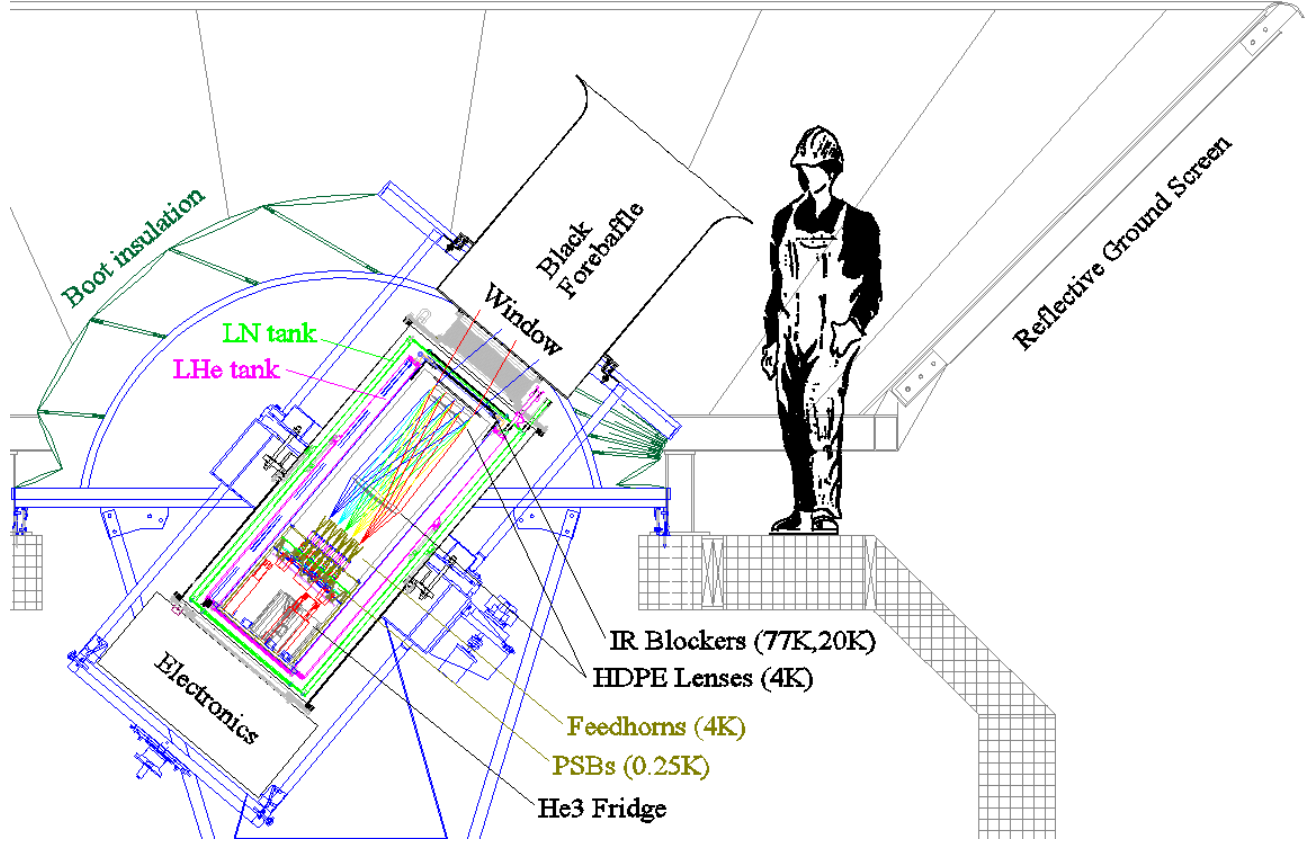 Boot insulation
Black
Forebaffle
Reflective Ground Screen
Window
LN tank
LHe tank
IR Blockers (77K,20K)
HDPE Lenses (4K)
Feedhorns (4K)
PSBs (0.25K)
He3 Fridge
Electronics